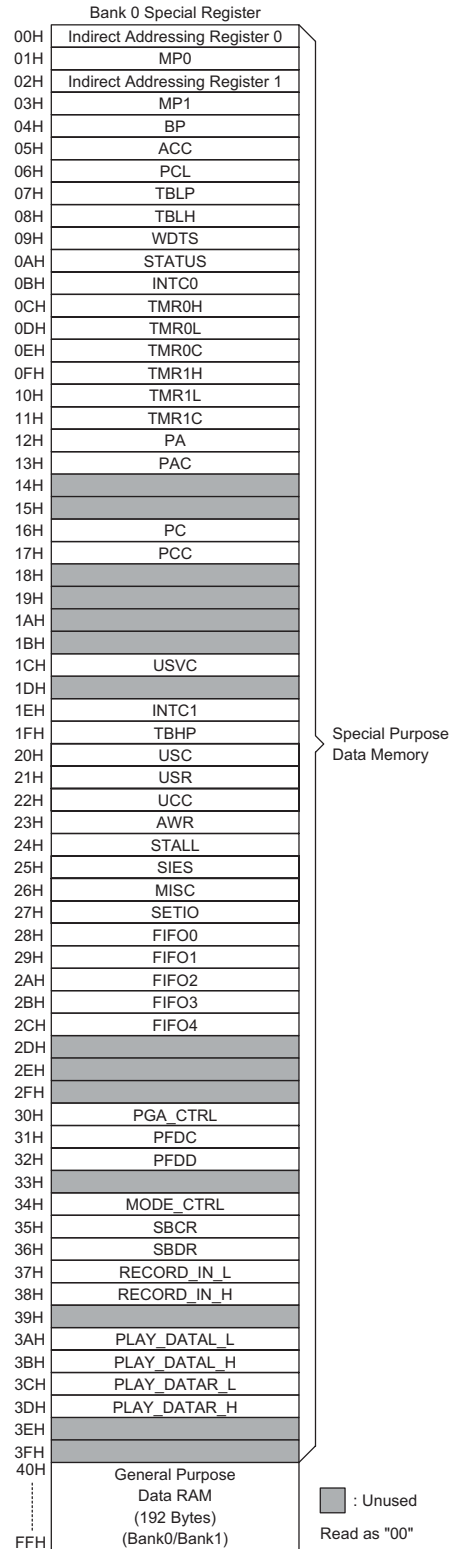 Bank 0 Special Register
00H Indirect Addressing Register 0
01H MP0
02H Indirect Addressing Register 1
03H MP1
04H BP
05H ACC
06H PCL
07H TBLP
08H TBLH
09H WDTS
0AH STATUS
0BH INTC0
0CH TMR0H
0DH TMR0L
0EH TMR0C
0FH TMR1H
10H TMR1L
11H TMR1C
12H PA
13H PAC
14H
15H
16H PC
17H PCC
18H
19H
1AH
1BH
1CH USVC
1DH
1EH INTC1
1FH TBHP
20H USC
21H USR
22H UCC
23H AWR
24H STALL
25H SIES
26H MISC
27H SETIO
28H FIFO0
29H FIFO1
2AH FIFO2
2BH FIFO3
2CH FIFO4
2DH
2EH
2FH
30H PGA_CTRL
31H PFDC
32H PFDD
33H
34H MODE_CTRL
35H SBCR
36H SBDR
37H RECORD_IN_L
38H RECORD_IN_H
39H
3AH PLAY_DATAL_L
3BH PLAY_DATAL_H
3CH PLAY_DATAR_L
3DH PLAY_DATAR_H
3EH
3FH
40H
General Purpose
Data RAM
(192 Bytes)
FFH (Bank0/Bank1)
Special Purpose
Data Memory
: Unused
Read as "00"